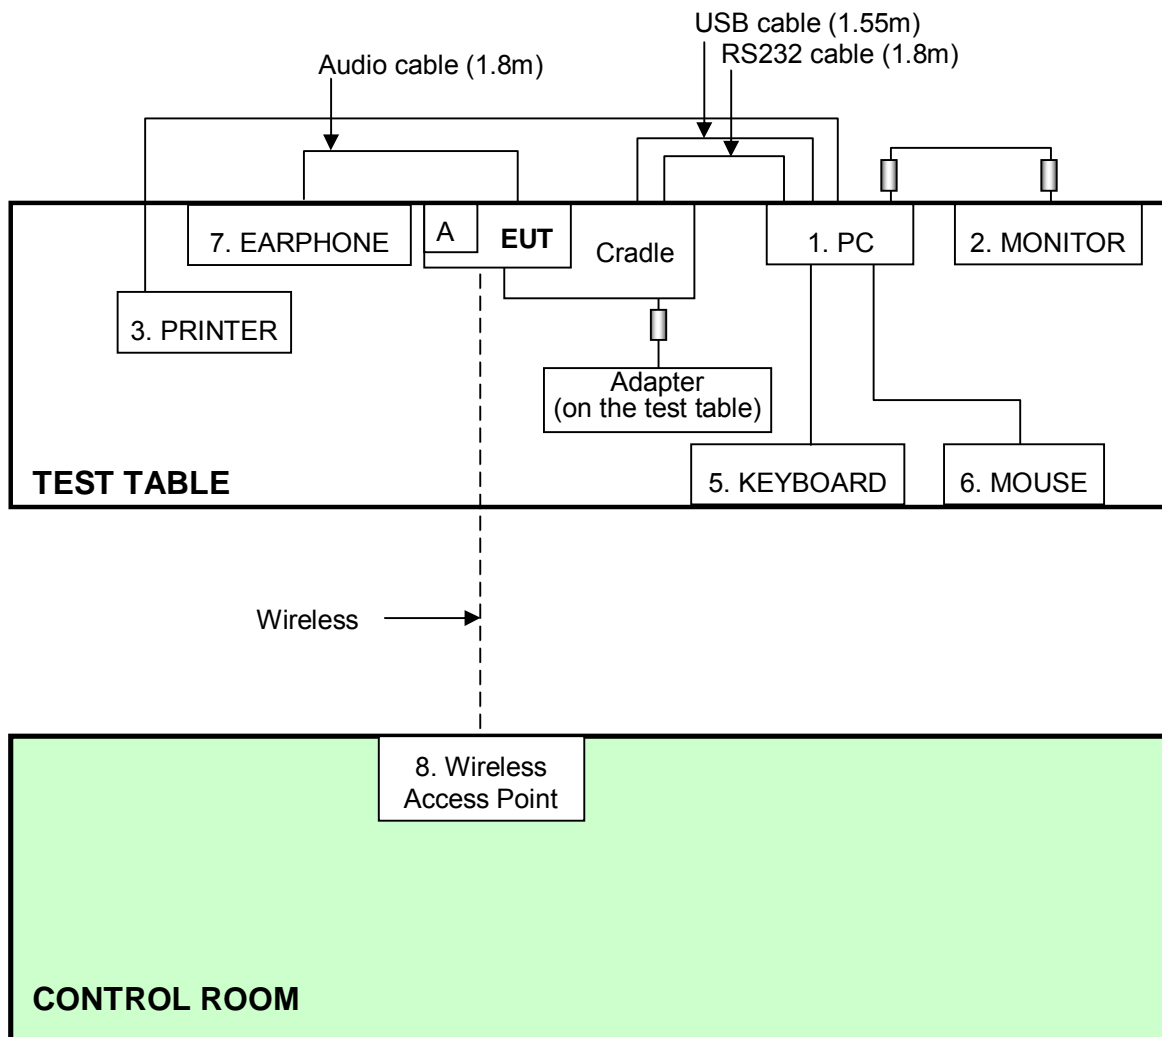 USB cable (1.55m)
RS232 cable (1.8m)
Audio cable (1.8m)
7. EARPHONE
A
EUT
Cradle
1. PC
2. MONITOR
3. PRINTER
Adapter
(on the test table)
TEST TABLE
5. KEYBOARD
6. MOUSE
Wireless
8. Wireless
Access Point
CONTROL ROOM